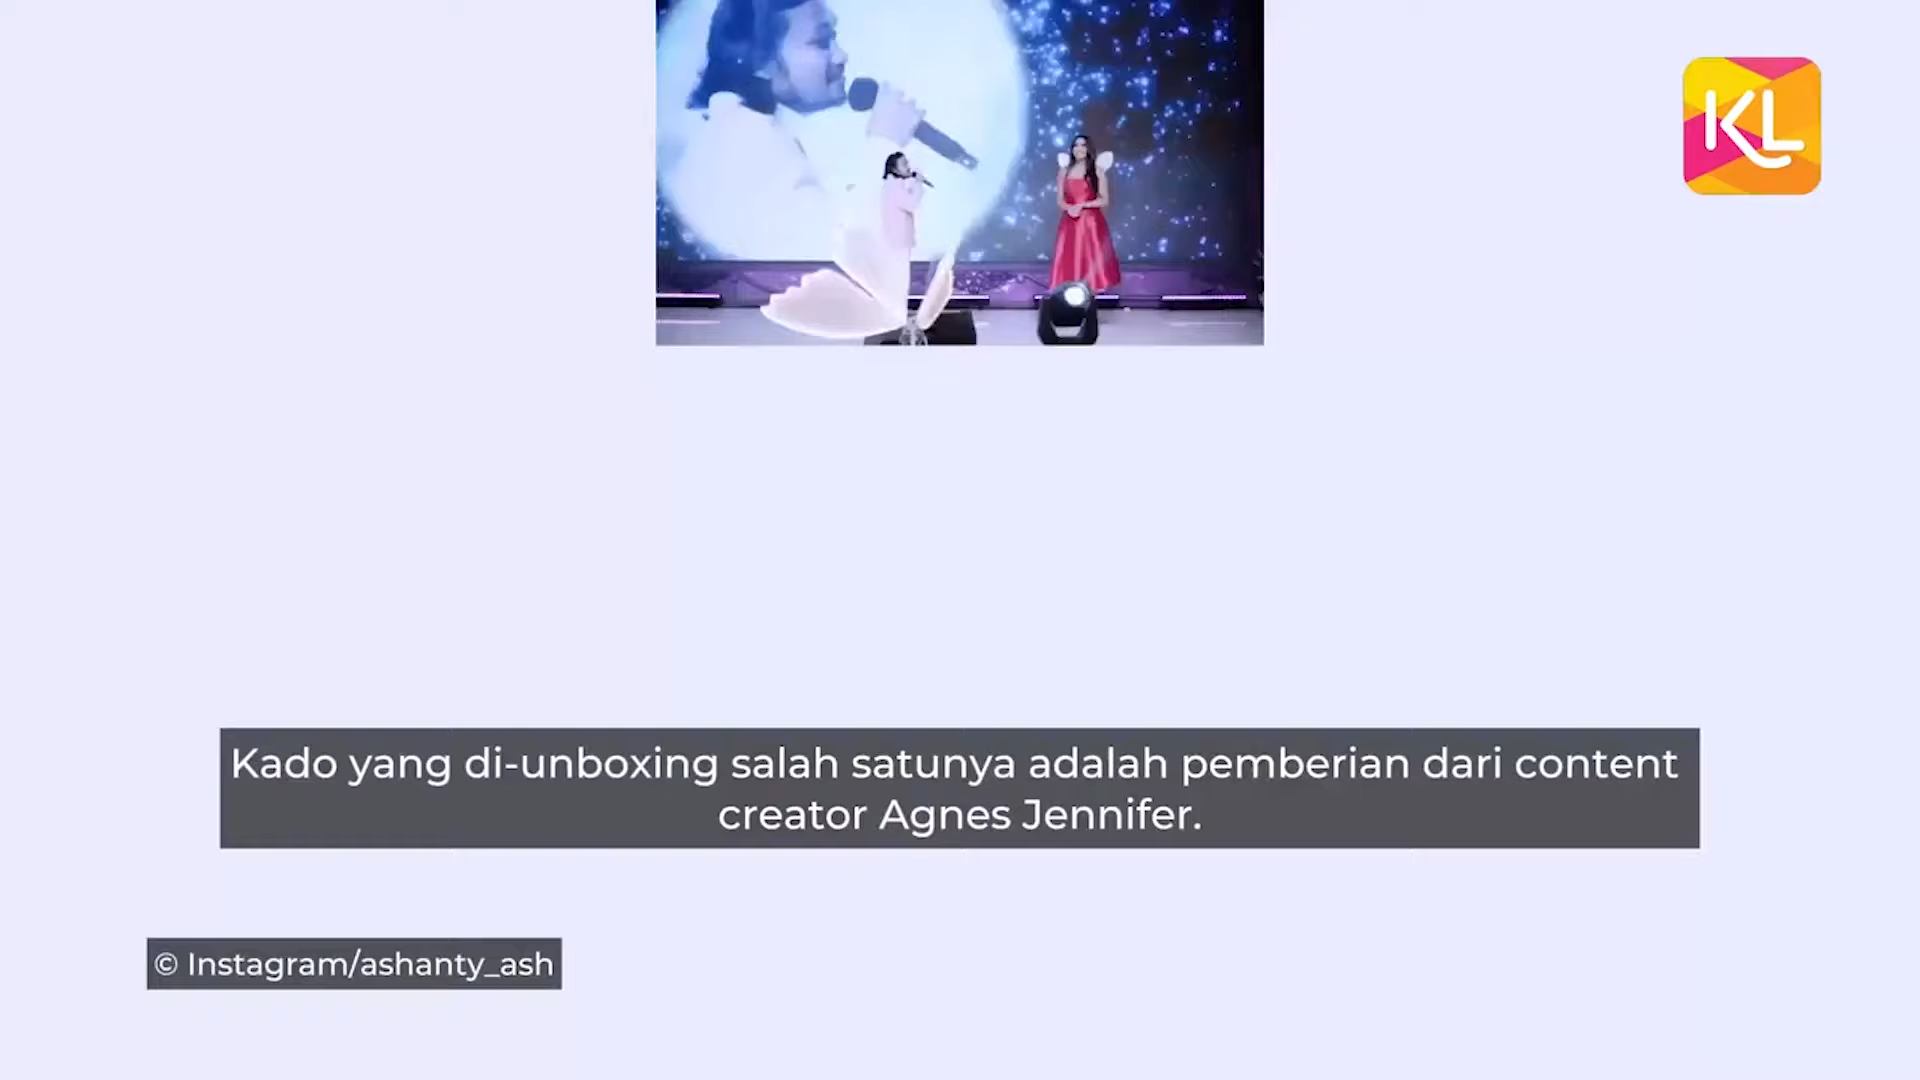 KL
Kado yang di-unboxing salah satunya adalah pemberian dari content
creator Agnes Jennifer.
© Instagram/ashanty_ash